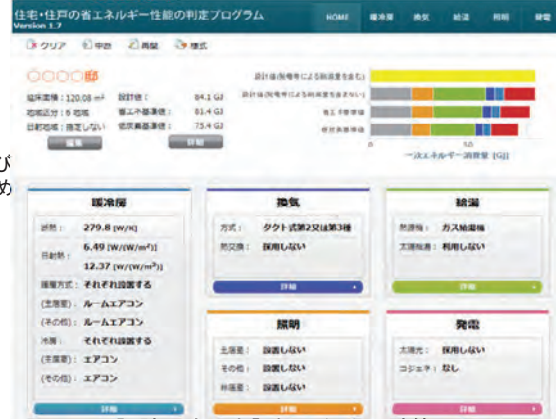 住宅・住戸の省エネルギー性能の判定プログラム
Version 1.7
HOME 暖冷房 換気 給湯 照明 発電
クリア 中断 再開 様式
○○○○邸
延床面積：120.08 m² 設計値： 84.1 GJ
地域区分：6 地域 省エネ基準値： 81.4 GJ
日射地域：指定しない 低炭素基準値： 75.4 GJ
編集 詳細
設計値(発電等による削減量を含む)
設計値(発電等による削減量を含まない)
省エネ基準値
低炭素基準値
0 50
一次エネルギー消費量 [GJ]
び
め
暖冷房
断熱： 279.8 [W/K]
日射熱： 6.49 [W/(W/m²)]
12.37 [W/(W/m²)]
暖房方式： それぞれ設置する
(主居室)： ルームエアコン
(その他)： ルームエアコン
冷房： それぞれ設置する
(主居室)： エアコン
(その他)： エアコン
詳細
換気
方式： ダクト式第2又は第3種
熱交換： 採用しない
詳細
給湯
熱源機： ガス給湯機
太陽給湯： 利用しない
詳細
照明
主居室： 設置しない
その他： 設置しない
非居室： 設置しない
詳細
発電
太陽光： 採用しない
コジェネ： なし
詳細